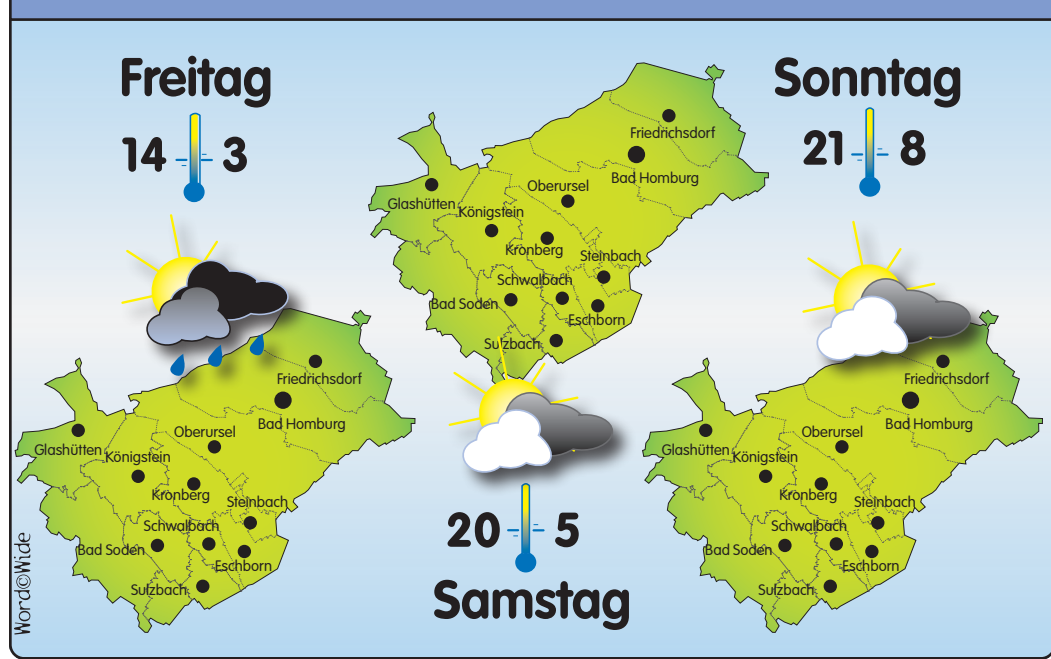 Freitag
14 3
Friedrichsdorf
Bad Homburg
Oberursel
Glashütten
Königstein
Kronberg
Steinbach
Schwalbach
Bad Soden
Eschborn
Sulzbach
Friedrichsdorf
Bad Homburg
Oberursel
Glashütten
Königstein
Kronberg
Steinbach
Schwalbach
Bad Soden
Eschborn
Sulzbach
20 5
Samstag
Sonntag
21 8
Friedrichsdorf
Bad Homburg
Oberursel
Glashütten
Königstein
Kronberg
Steinbach
Schwalbach
Bad Soden
Eschborn
Sulzbach
Word©Wide